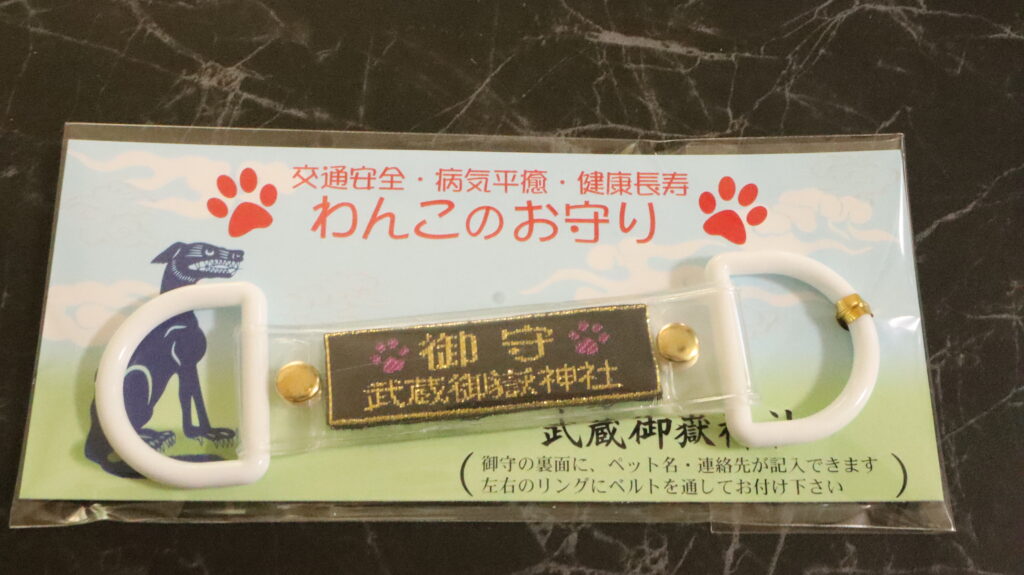 交通安全・病気平癒・健康長寿
わんこのお守り
御守
武蔵御嶽神社
武蔵御嶽神社
(御守の裏面に、ペット名・連絡先が記入できます
左右のリングにベルトを通してお付け下さい)